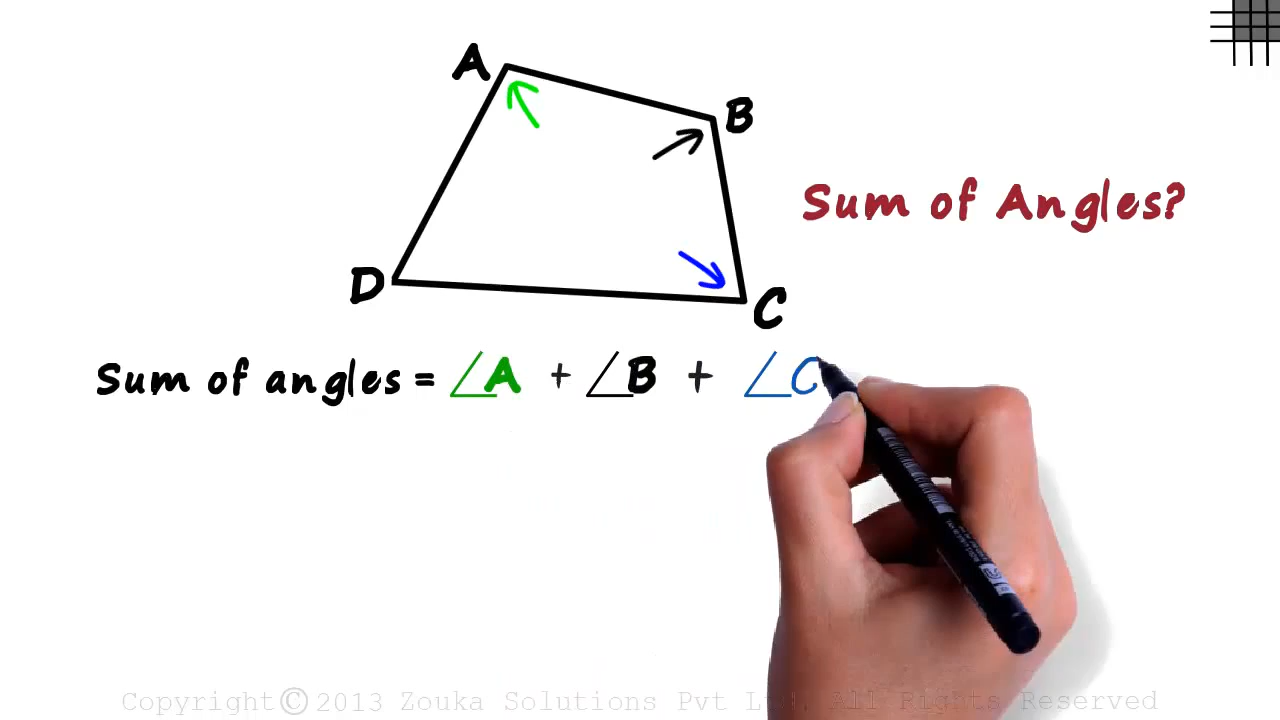 A
B
Sum of Angles?
D
C
Sum of angles = ∠A + ∠B + ∠C
Copyright © 2013 Zouka Solutions Pvt Ltd. All Rights Reserved